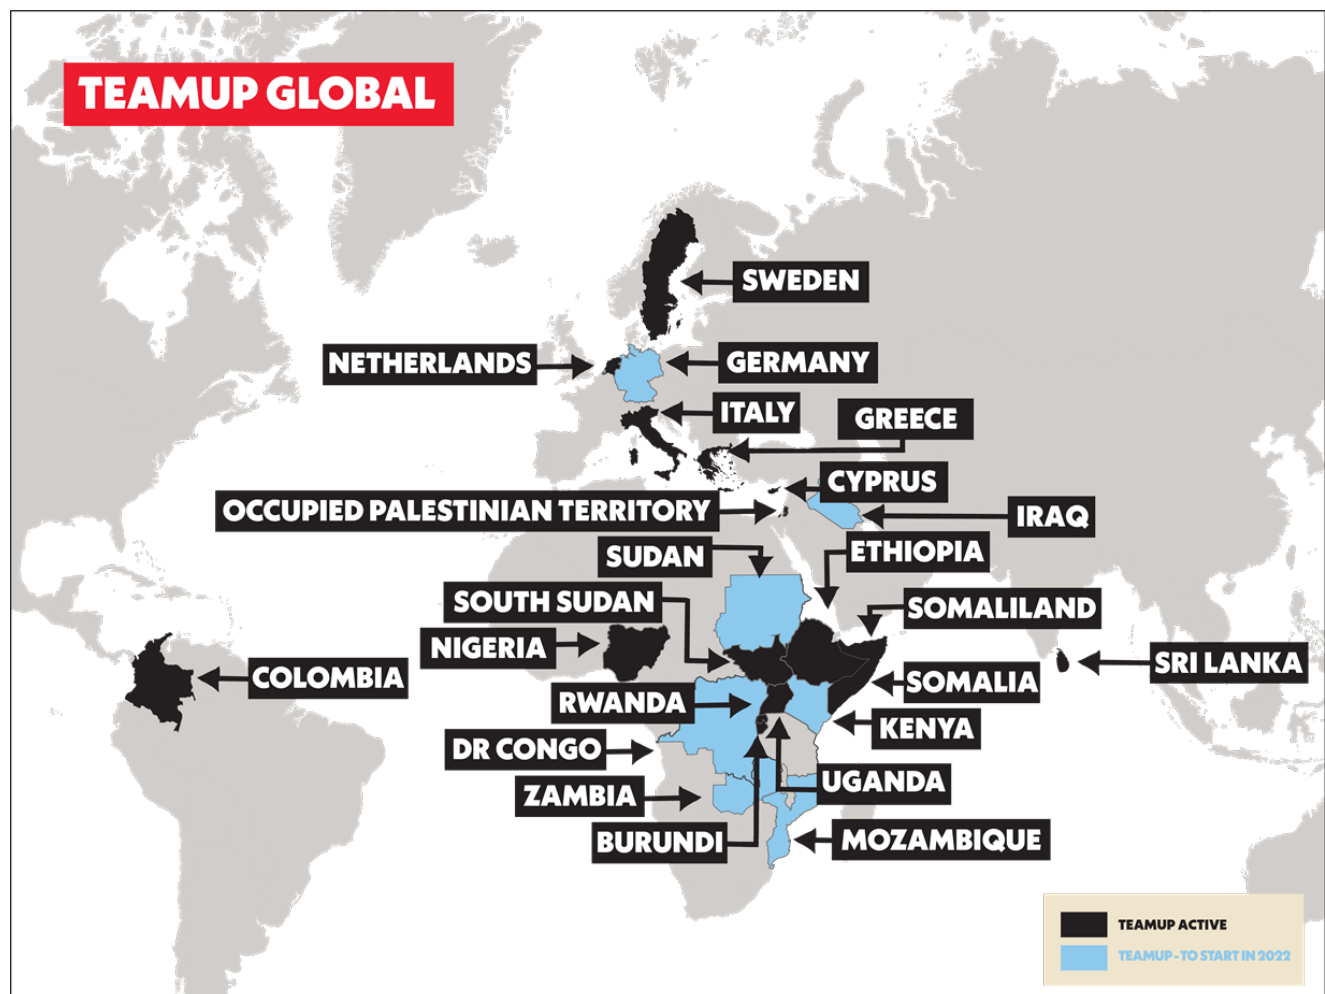 TEAMUP GLOBAL
SWEDEN
NETHERLANDS
GERMANY
ITALY
GREECE
CYPRUS
OCCUPIED PALESTINIAN TERRITORY
IRAQ
SUDAN
ETHIOPIA
SOUTH SUDAN
SOMALILAND
NIGERIA
COLOMBIA
SRI LANKA
SOMALIA
RWANDA
KENYA
DR CONGO
UGANDA
ZAMBIA
BURUNDI
MOZAMBIQUE
TEAMUP ACTIVE
TEAMUP - TO START IN 2022